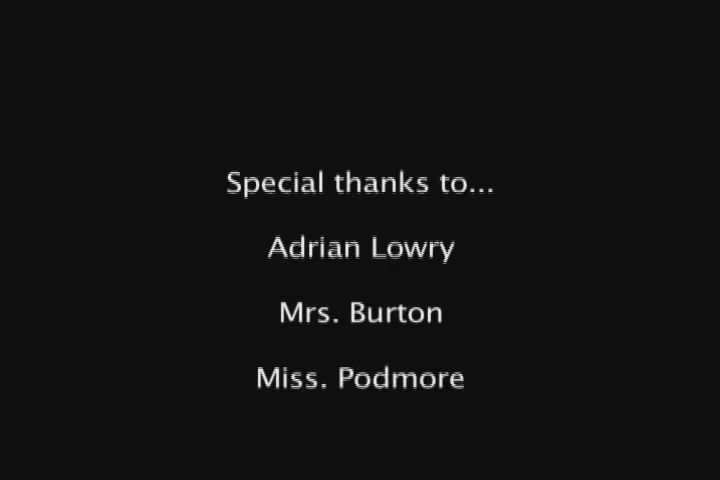 Special thanks to...
Adrian Lowry
Mrs. Burton
Miss. Podmore